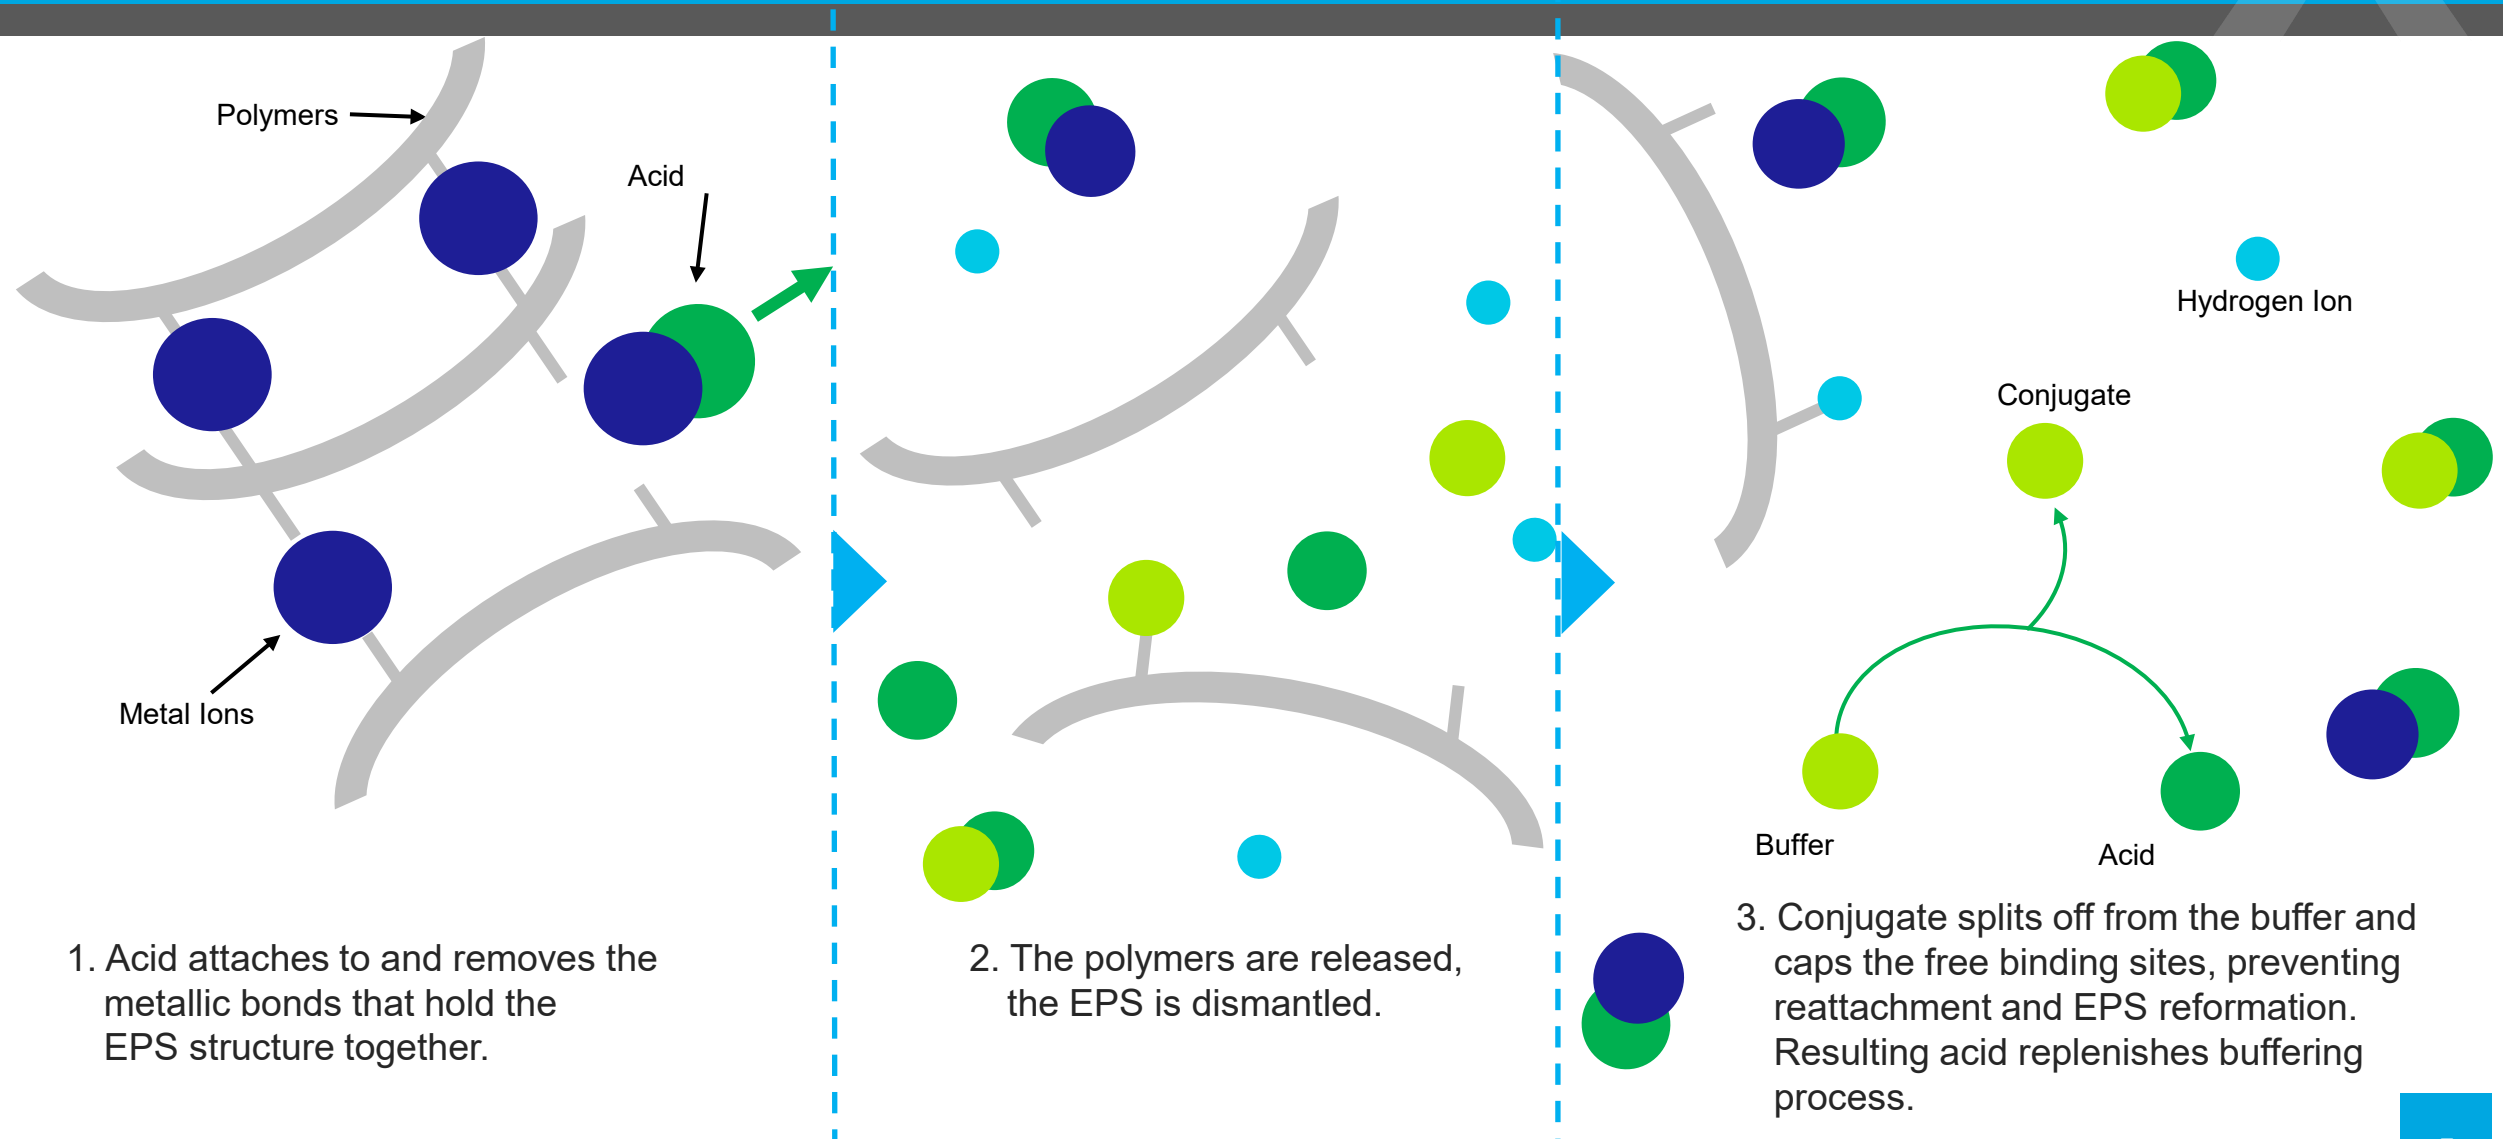 Polymers
Acid
Metal Ions
1. Acid attaches to and removes the
metallic bonds that hold the
EPS structure together.
2. The polymers are released,
the EPS is dismantled.
Hydrogen Ion
Conjugate
Buffer
Acid
3. Conjugate splits off from the buffer and
caps the free binding sites, preventing
reattachment and EPS reformation.
Resulting acid replenishes buffering
process.